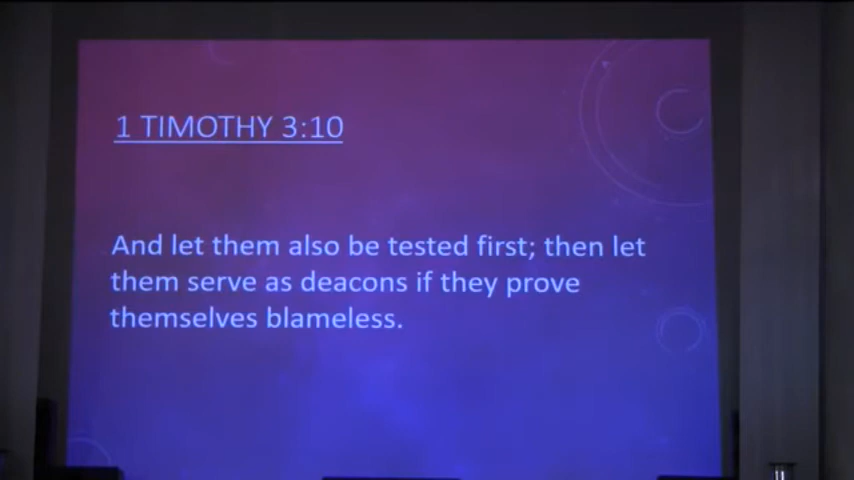 1 TIMOTHY 3:10
And let them also be tested first; then let
them serve as deacons if they prove
themselves blameless.